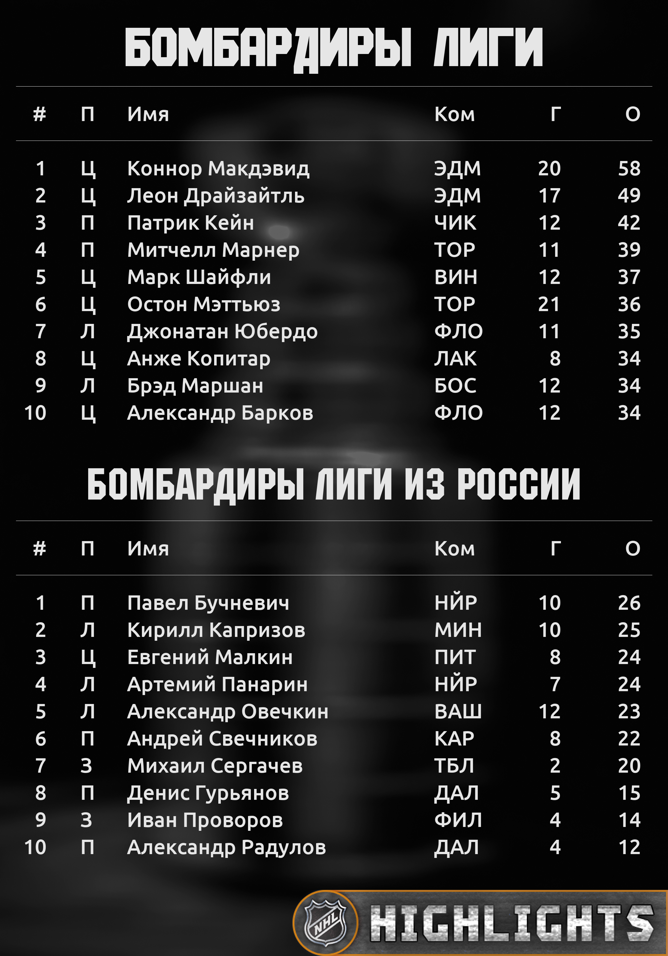 БОМБАРДИРЫ ЛИГИ
# П Имя Ком Г О
1 Ц Коннор Макдэвид ЭДМ 20 58
2 Ц Леон Драйзайтль ЭДМ 17 49
3 П Патрик Кейн ЧИК 12 42
4 П Митчелл Марнер ТОР 11 39
5 Ц Марк Шайфли ВИН 12 37
6 Ц Остон Мэттьюз ТОР 21 36
7 Л Джонатан Юбердо ФЛО 11 35
8 Ц Анже Копитар ЛАК 8 34
9 Л Брэд Маршан БОС 12 34
10 Ц Александр Барков ФЛО 12 34
БОМБАРДИРЫ ЛИГИ ИЗ РОССИИ
# П Имя Ком Г О
1 П Павел Бучневич НЙР 10 26
2 Л Кирилл Капризов МИН 10 25
3 Ц Евгений Малкин ПИТ 8 24
4 Л Артемий Панарин НЙР 7 24
5 Л Александр Овечкин ВАШ 12 23
6 П Андрей Свечников КАР 8 22
7 З Михаил Сергачев ТБЛ 2 20
8 П Денис Гурьянов ДАЛ 5 15
9 З Иван Проворов ФИЛ 4 14
10 П Александр Радулов ДАЛ 4 12
NHL HIGHLIGHTS